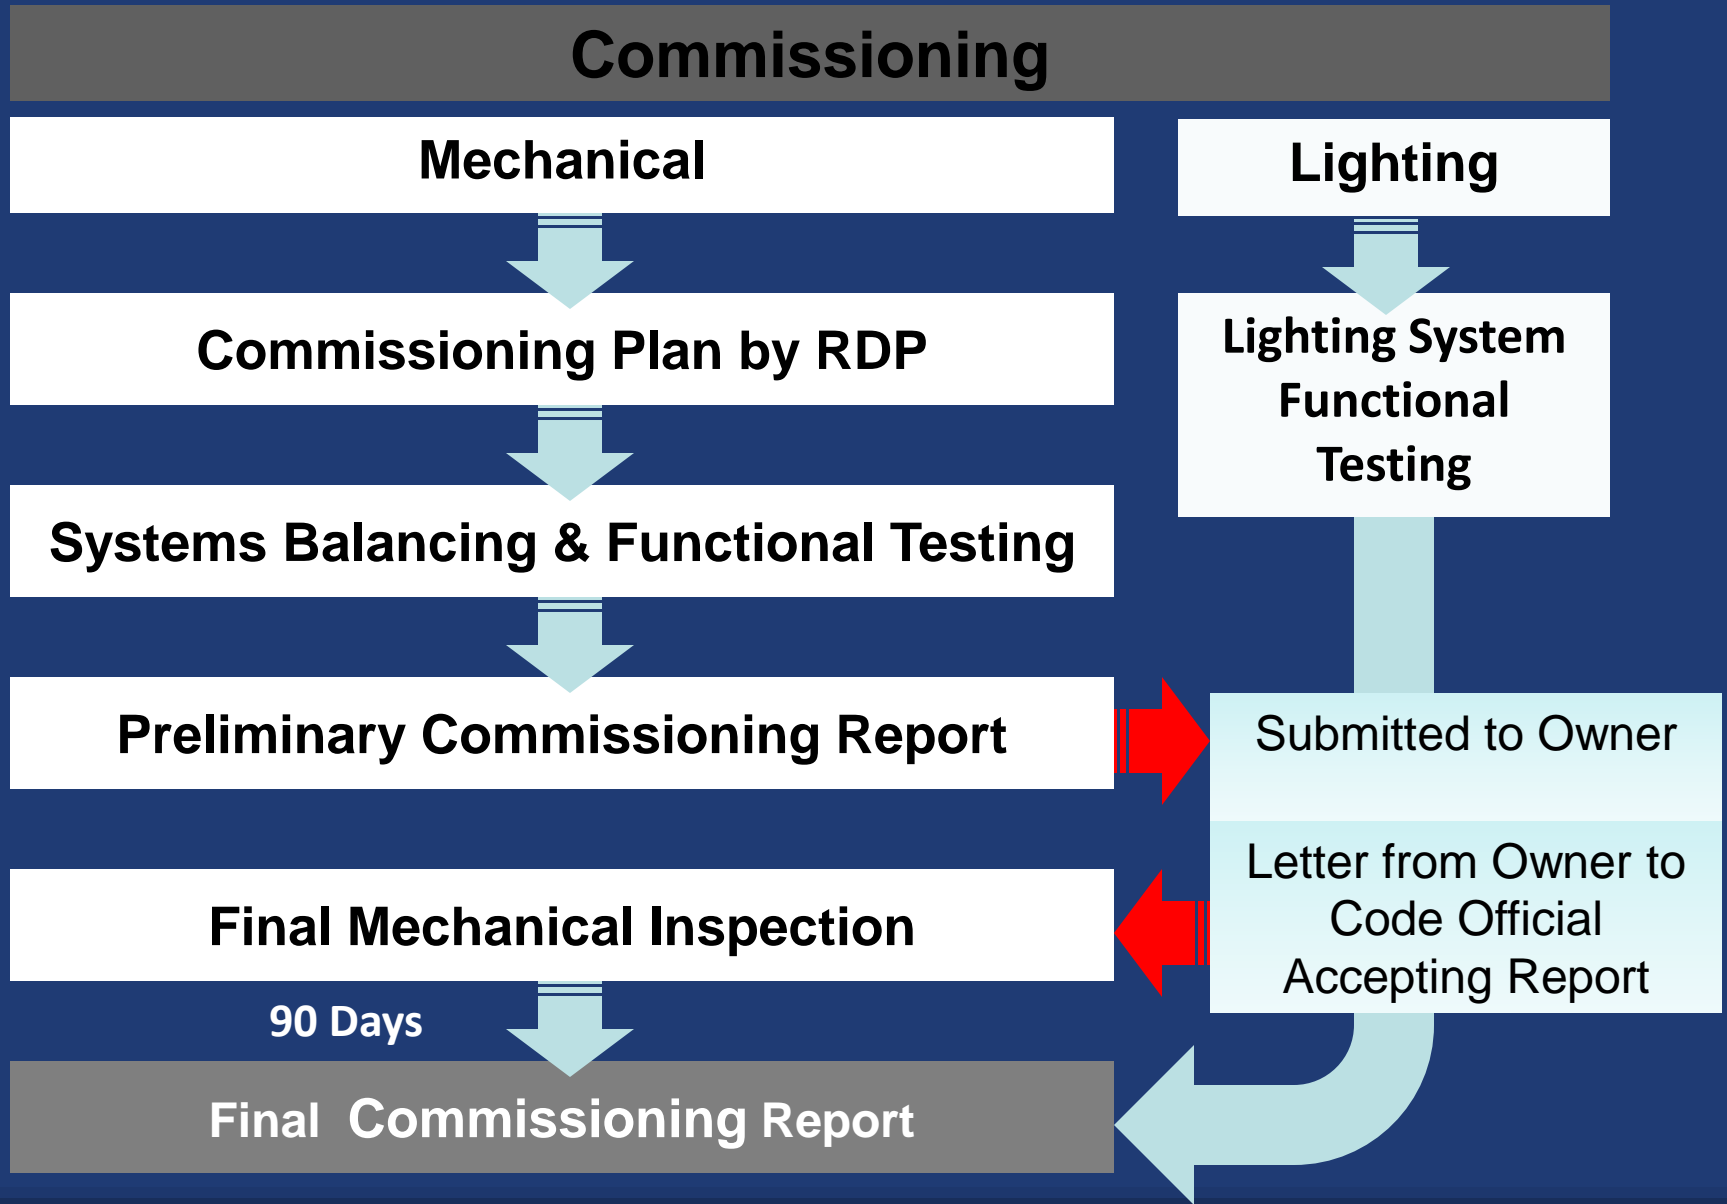 Commissioning
Mechanical
Lighting
Commissioning Plan by RDP
Lighting System
Functional
Testing
Systems Balancing & Functional Testing
Preliminary Commissioning Report
Submitted to Owner
Letter from Owner to
Code Official
Accepting Report
Final Mechanical Inspection
90 Days
Final Commissioning Report